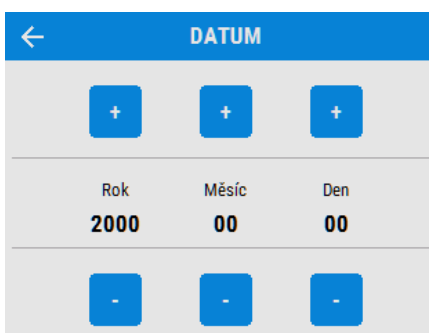 DATUM
+ + +
Rok Měsíc Den
2000 00 00
- - -